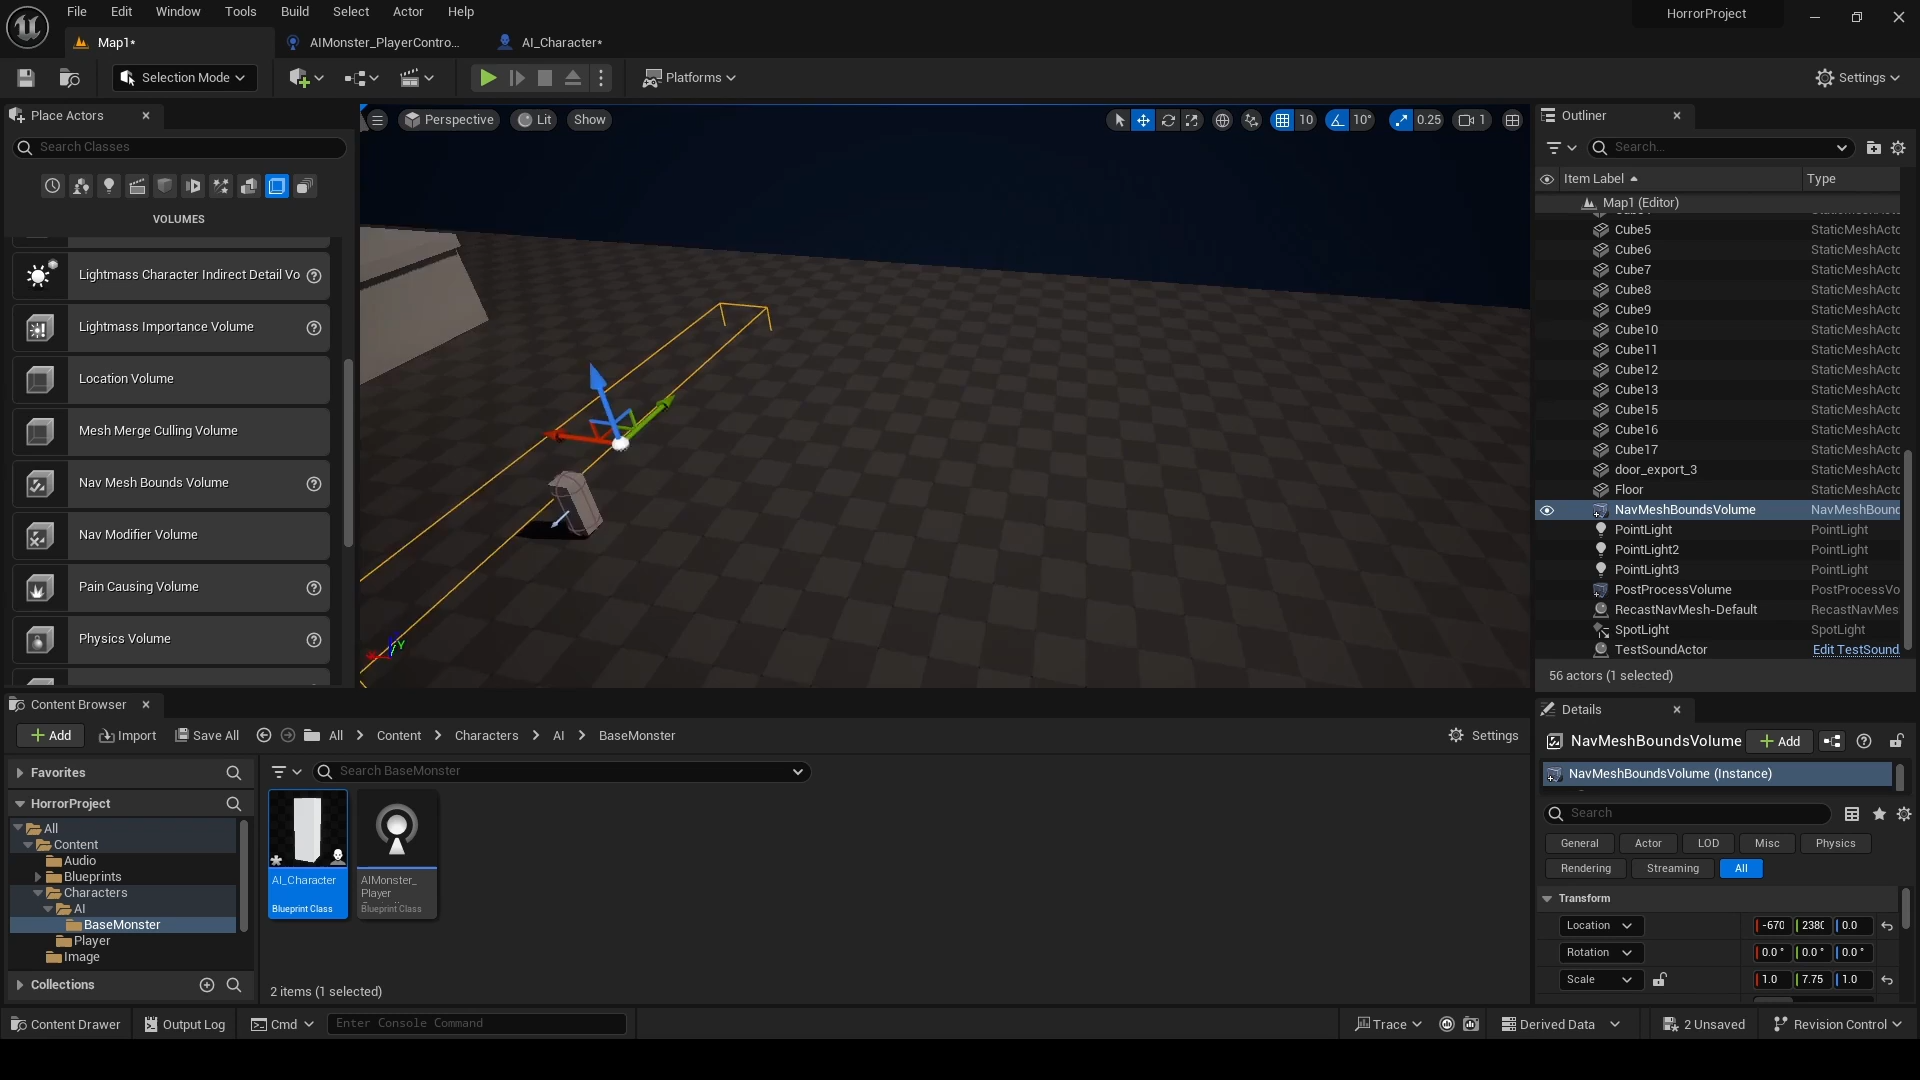 File Edit Window Tools Build Select Actor Help
HorrorProject
Map1*
AIMonster_PlayerContro...
AI_Character*
Selection Mode
Platforms
Settings
Place Actors
Search Classes
VOLUMES
Lightmass Character Indirect Detail Vo
Lightmass Importance Volume
Location Volume
Mesh Merge Culling Volume
Nav Mesh Bounds Volume
Nav Modifier Volume
Pain Causing Volume
Physics Volume
Perspective
Lit
Show
10
10°
0.25
1
Y
Outliner
Search...
Item Label
Type
Map1 (Editor)
Cube5 StaticMeshActo
Cube6 StaticMeshActo
Cube7 StaticMeshActo
Cube8 StaticMeshActo
Cube9 StaticMeshActo
Cube10 StaticMeshActo
Cube11 StaticMeshActo
Cube12 StaticMeshActo
Cube13 StaticMeshActo
Cube15 StaticMeshActo
Cube16 StaticMeshActo
Cube17 StaticMeshActo
door_export_3 StaticMeshActo
Floor StaticMeshActo
NavMeshBoundsVolume NavMeshBound
PointLight PointLight
PointLight2 PointLight
PointLight3 PointLight
PostProcessVolume PostProcessVo
RecastNavMesh-Default RecastNavMes
SpotLight SpotLight
TestSoundActor Edit TestSound
56 actors (1 selected)
Content Browser
Add
Import
Save All
All
Content
Characters
AI
BaseMonster
Settings
Favorites
HorrorProject
All
Content
Audio
Blueprints
Characters
AI
BaseMonster
Player
Image
Collections
Search BaseMonster
AI_Character
Blueprint Class
AIMonster_
Player
Blueprint Class
2 items (1 selected)
Details
NavMeshBoundsVolume
Add
NavMeshBoundsVolume (Instance)
Search
General Actor LOD Misc Physics
Rendering Streaming All
Transform
Location -670 2380 0.0
Rotation 0.0° 0.0° 0.0°
Scale 1.0 7.75 1.0
Content Drawer
Output Log
Cmd
Enter Console Command
Trace
Derived Data
2 Unsaved
Revision Control